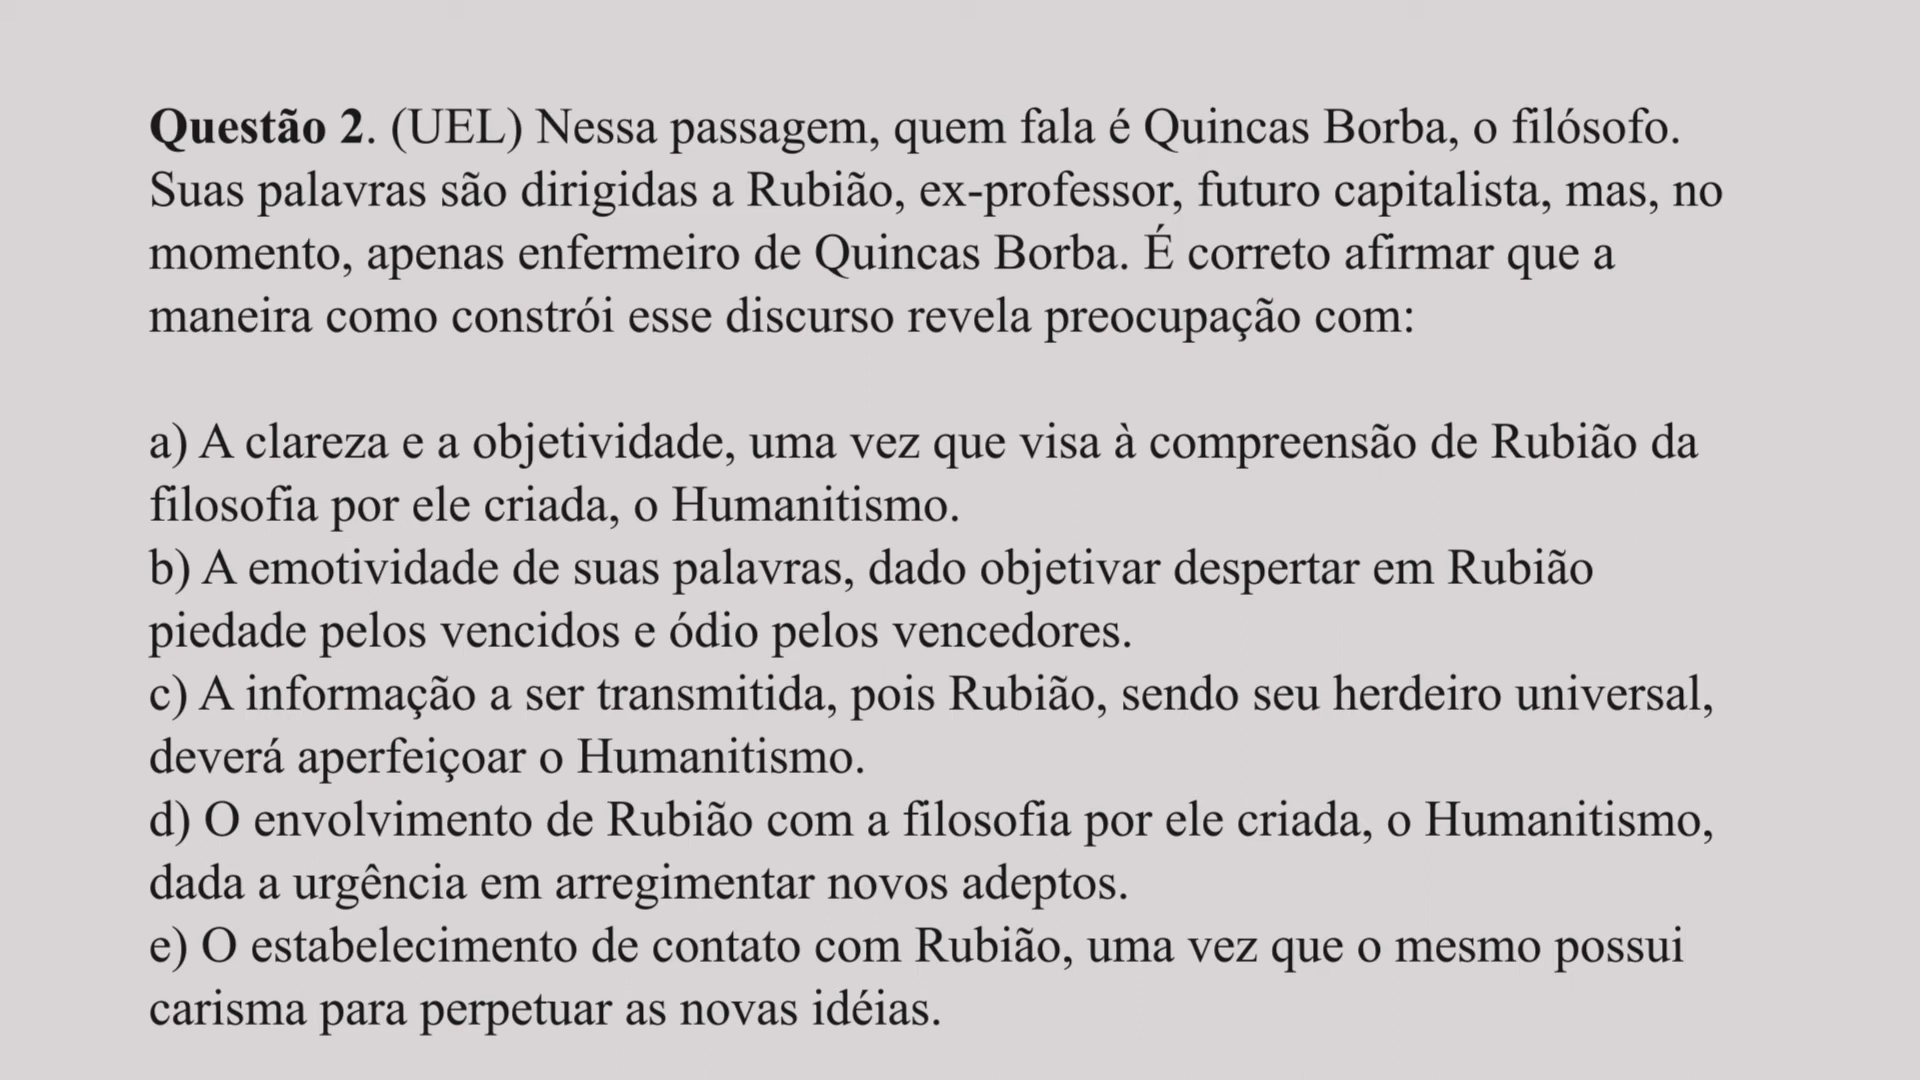 Questão 2. (UEL) Nessa passagem, quem fala é Quincas Borba, o filósofo.
Suas palavras são dirigidas a Rubião, ex-professor, futuro capitalista, mas, no
momento, apenas enfermeiro de Quincas Borba. É correto afirmar que a
maneira como constrói esse discurso revela preocupação com:
a) A clareza e a objetividade, uma vez que visa à compreensão de Rubião da
filosofia por ele criada, o Humanitismo.
b) A emotividade de suas palavras, dado objetivar despertar em Rubião
piedade pelos vencidos e ódio pelos vencedores.
c) A informação a ser transmitida, pois Rubião, sendo seu herdeiro universal,
deverá aperfeiçoar o Humanitismo.
d) O envolvimento de Rubião com a filosofia por ele criada, o Humanitismo,
dada a urgência em arregimentar novos adeptos.
e) O estabelecimento de contato com Rubião, uma vez que o mesmo possui
carisma para perpetuar as novas idéias.